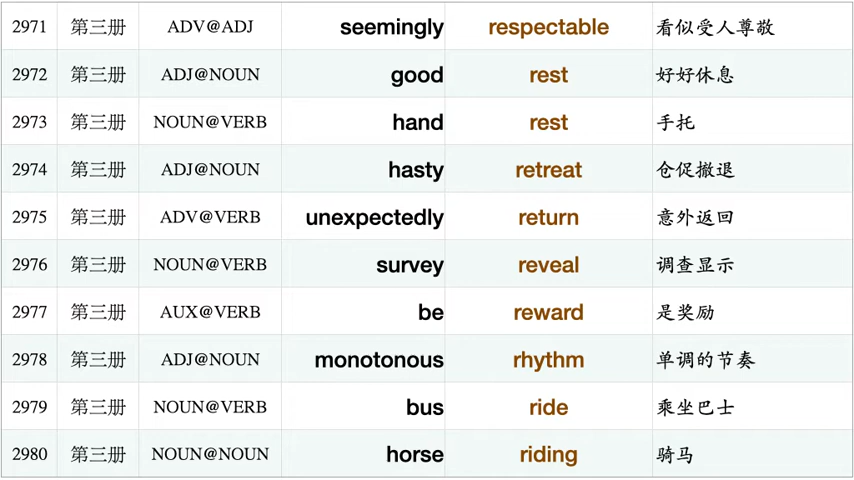 2971 第三册 ADV@ADJ seemingly respectable 看似受人尊敬
2972 第三册 ADJ@NOUN good rest 好好休息
2973 第三册 NOUN@VERB hand rest 手托
2974 第三册 ADJ@NOUN hasty retreat 仓促撤退
2975 第三册 ADV@VERB unexpectedly return 意外返回
2976 第三册 NOUN@VERB survey reveal 调查显示
2977 第三册 AUX@VERB be reward 是奖励
2978 第三册 ADJ@NOUN monotonous rhythm 单调的节奏
2979 第三册 NOUN@VERB bus ride 乘坐巴士
2980 第三册 NOUN@NOUN horse riding 骑马